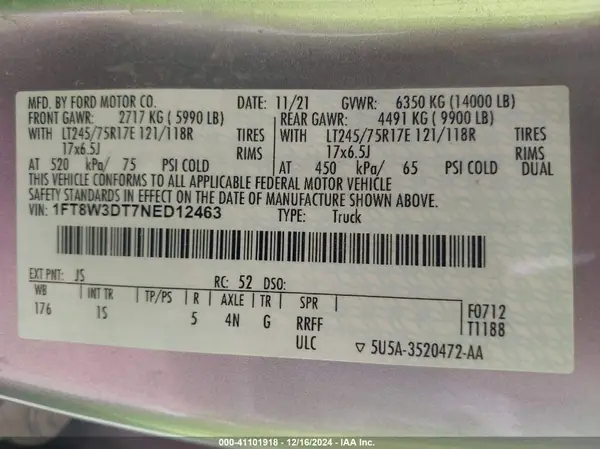 MFD. BY FORD MOTOR CO. DATE: 11/21 GVWR: 6350 KG (14000 LB)
FRONT GAWR: 2717 KG ( 5990 LB) REAR GAWR: 4491 KG ( 9900 LB)
WITH LT245/75R17E 121/118R TIRES WITH LT245/75R17E 121/118R TIRES
17x6.5J RIMS 17x6.5J RIMS
AT 520 kPa/ 75 PSI COLD AT 450 kPa/ 65 PSI COLD DUAL
THIS VEHICLE CONFORMS TO ALL APPLICABLE FEDERAL MOTOR VEHICLE
SAFETY STANDARDS IN EFFECT ON THE DATE OF MANUFACTURE SHOWN ABOVE.
VIN: 1FT8W3DT7NED12463 TYPE: Truck
EXT PNT: JS RC: 52 DSO:
WB INT TR TP/PS R AXLE TR SPR F0712
176 IS 5 4N G RRFF T1188
ULC ▽ 5U5A-3520472-AA
000-41101918 - 12/16/2024 - IAA Inc.